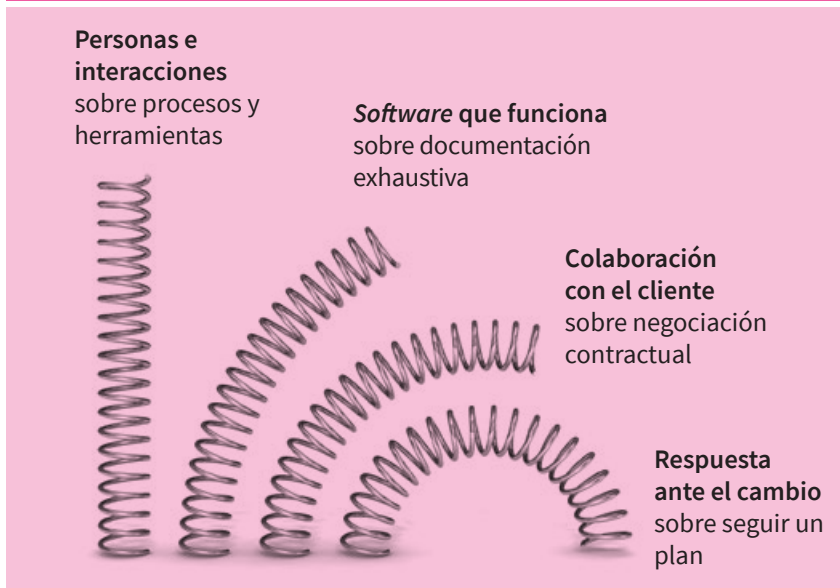 Personas e
interacciones
sobre procesos y
herramientas
Software que funciona
sobre documentación
exhaustiva
Colaboración
con el cliente
sobre negociación
contractual
Respuesta
ante el cambio
sobre seguir un
plan